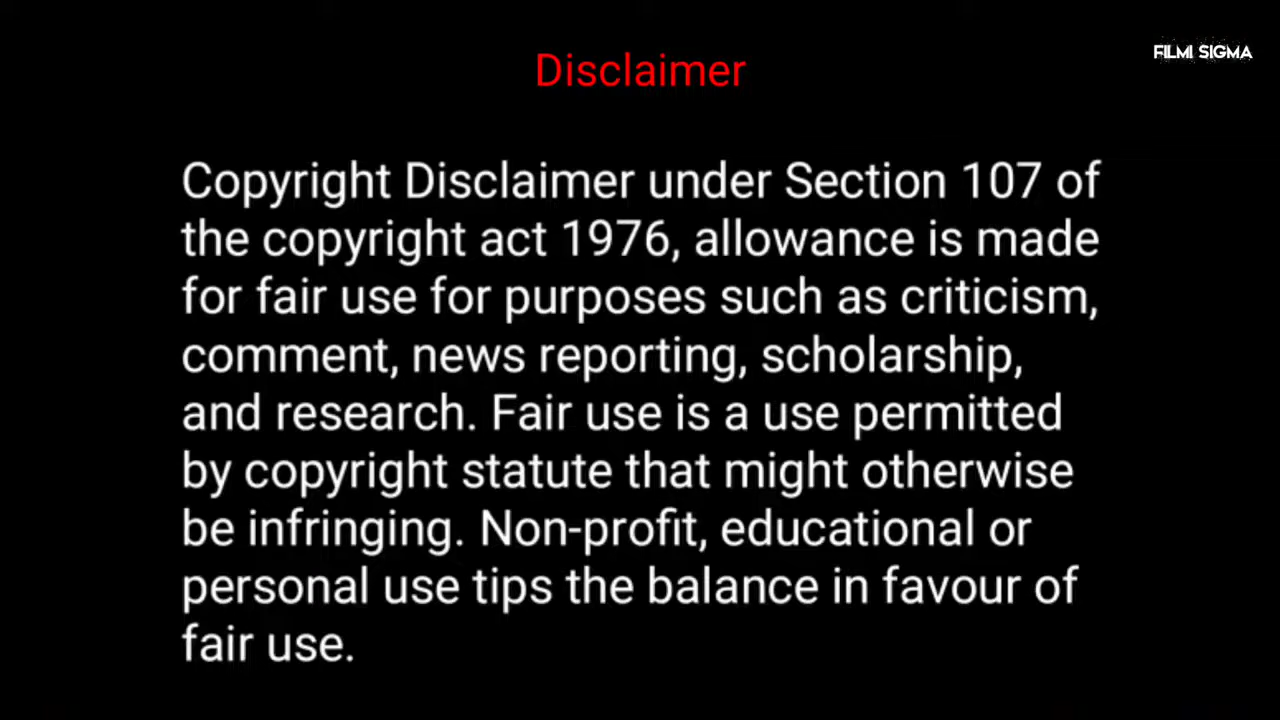 Disclaimer
FILMI SIGMA
Copyright Disclaimer under Section 107 of
the copyright act 1976, allowance is made
for fair use for purposes such as criticism,
comment, news reporting, scholarship,
and research. Fair use is a use permitted
by copyright statute that might otherwise
be infringing. Non-profit, educational or
personal use tips the balance in favour of
fair use.